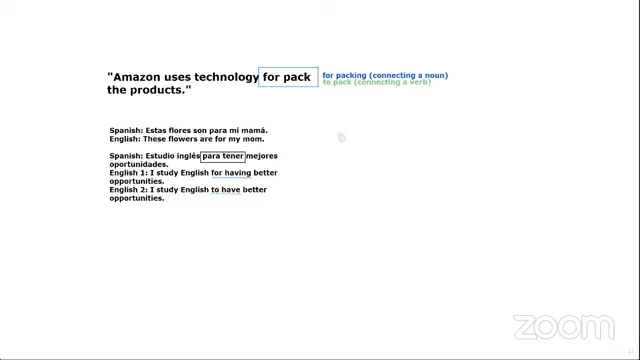 "Amazon uses technology for pack
the products."
for packing (connecting a noun)
to pack (connecting a verb)
Spanish: Estas flores son para mi mamá.
English: These flowers are for my mom.
Spanish: Estudio inglés para tener mejores
oportunidades.
English 1: I study English for having better
opportunities.
English 2: I study English to have better
opportunities.
zoom